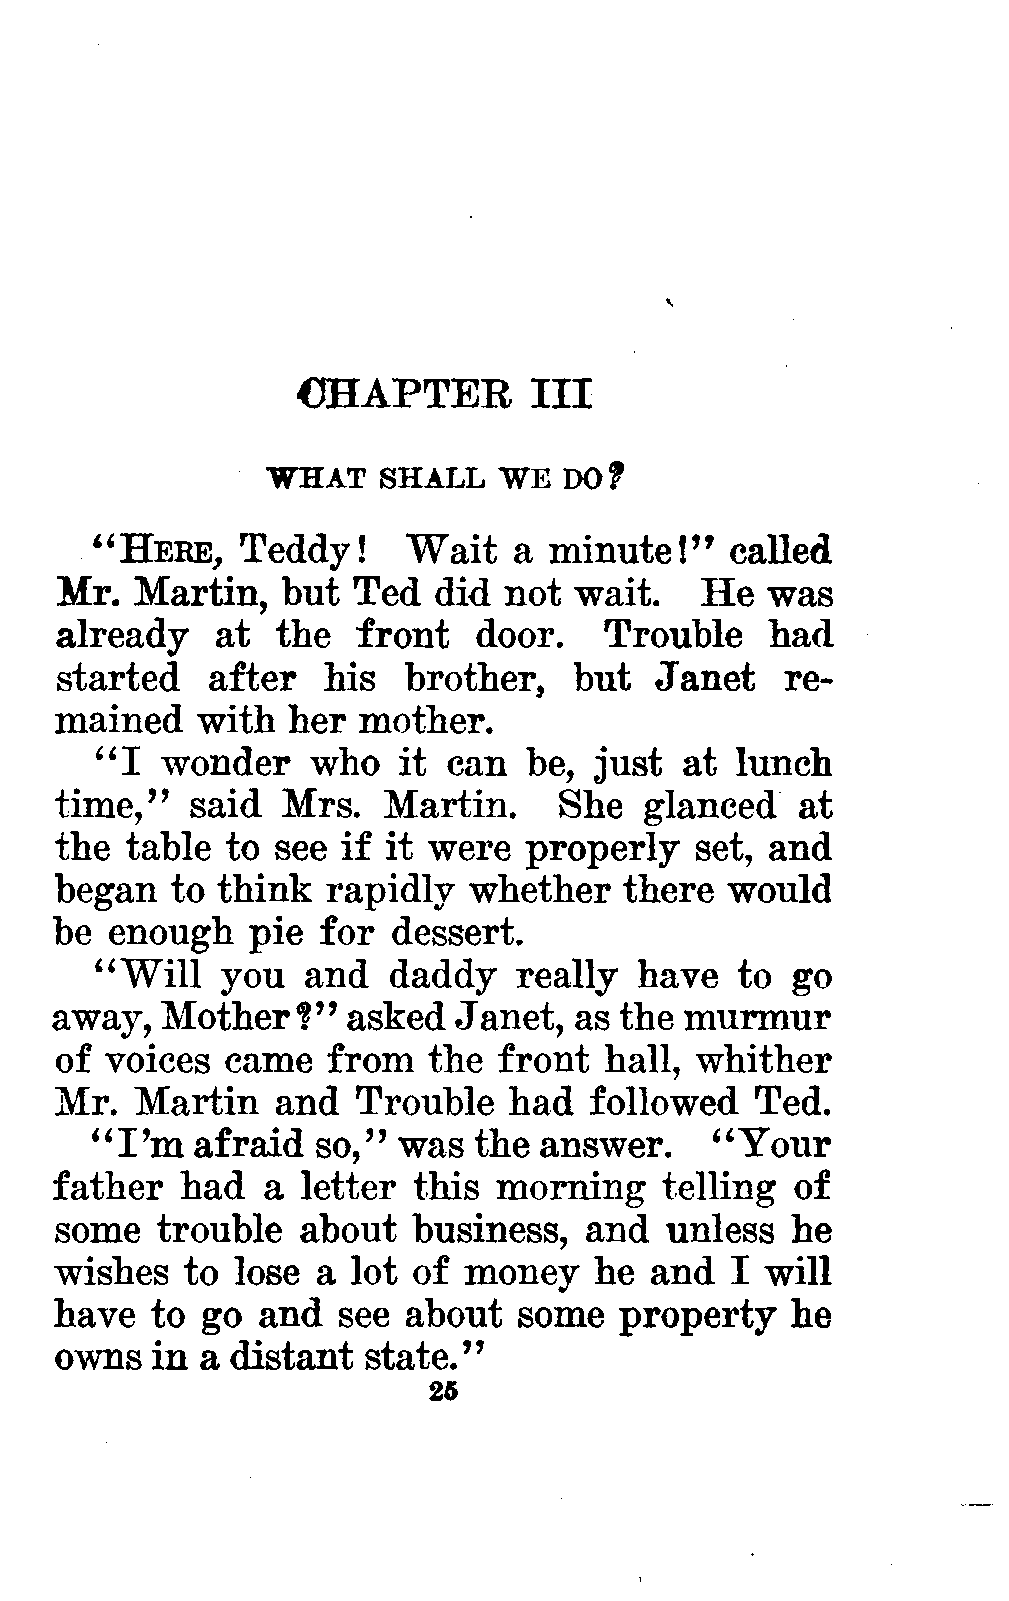 CHAPTER III
WHAT SHALL WE DO?
"HERE, Teddy! Wait a minute!" called
Mr. Martin, but Ted did not wait. He was
already at the front door. Trouble had
started after his brother, but Janet re-
mained with her mother.
"I wonder who it can be, just at lunch
time," said Mrs. Martin. She glanced at
the table to see if it were properly set, and
began to think rapidly whether there would
be enough pie for dessert.
"Will you and daddy really have to go
away, Mother?" asked Janet, as the murmur
of voices came from the front hall, whither
Mr. Martin and Trouble had followed Ted.
"I'm afraid so," was the answer. "Your
father had a letter this morning telling of
some trouble about business, and unless he
wishes to lose a lot of money he and I will
have to go and see about some property he
owns in a distant state."
25